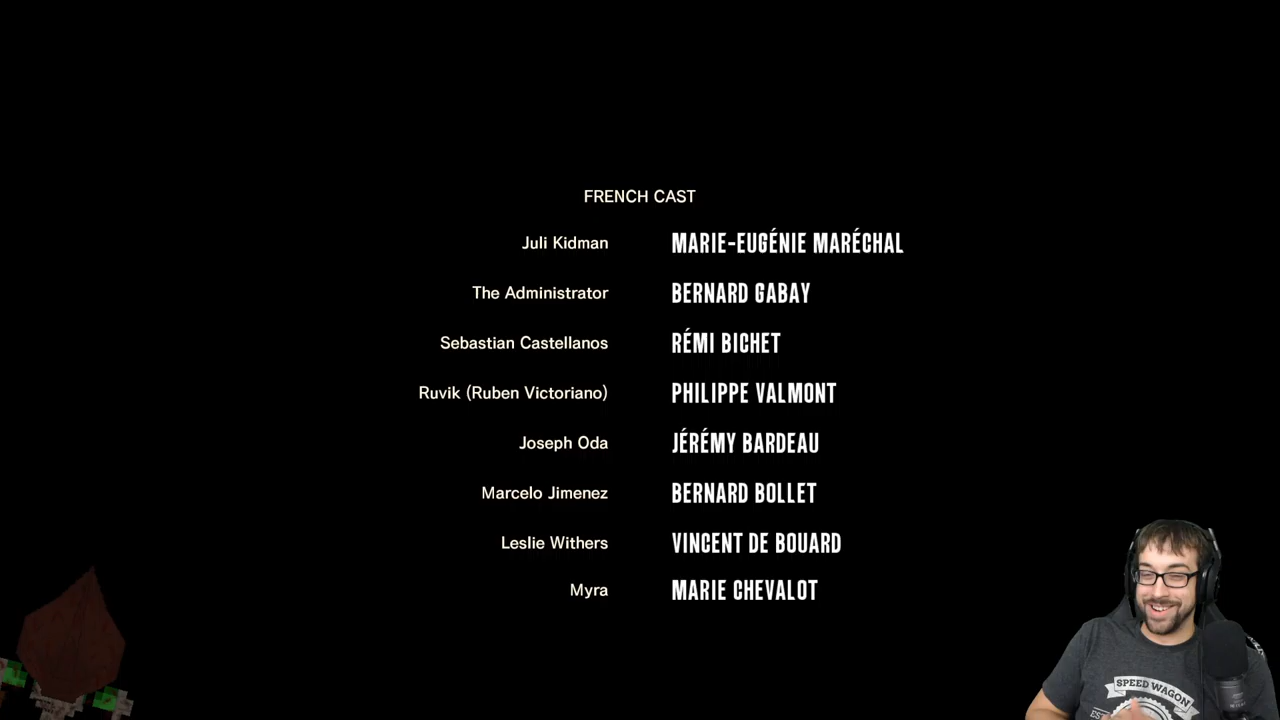 FRENCH CAST
Juli Kidman MARIE-EUGÉNIE MARÉCHAL
The Administrator BERNARD GABAY
Sebastian Castellanos RÉMI BICHET
Ruvik (Ruben Victoriano) PHILIPPE VALMONT
Joseph Oda JÉRÉMY BARDEAU
Marcelo Jimenez BERNARD BOLLET
Leslie Withers VINCENT DE BOUARD
Myra MARIE CHEVALOT
SPEED WAGON